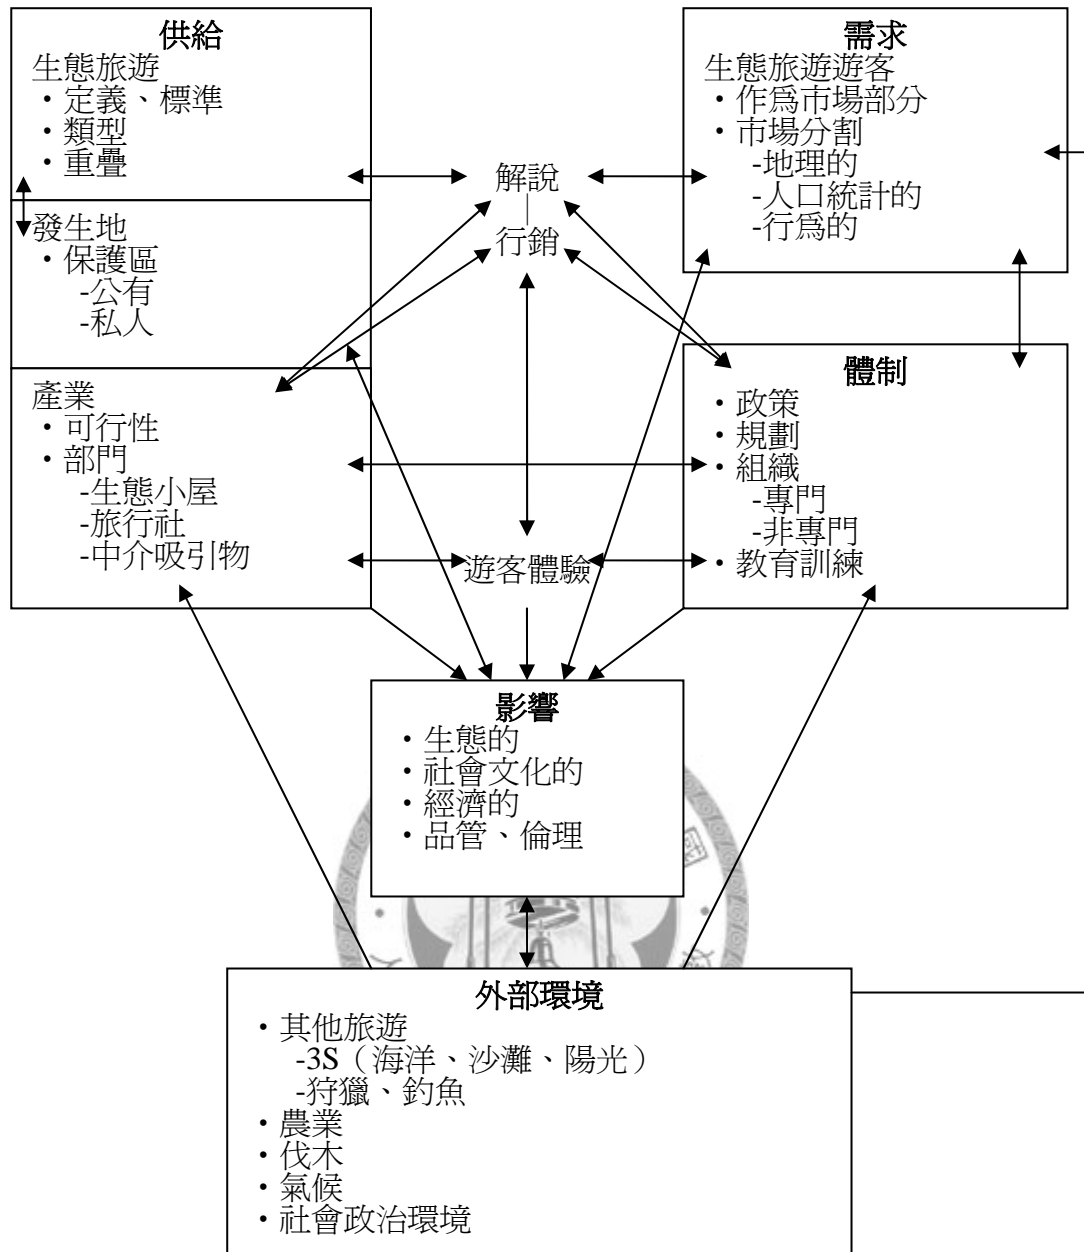 供給
生態旅遊
・定義、標準
・類型
・重疊
發生地
・保護區
-公有
-私人
產業
・可行性
・部門
-生態小屋
-旅行社
-中介吸引物
解說
行銷
遊客體驗
需求
生態旅遊遊客
・作為市場部分
・市場分割
-地理的
-人口統計的
-行為的
體制
・政策
・規劃
・組織
-專門
-非專門
・教育訓練
影響
・生態的
・社會文化的
・經濟的
・品管、倫理
外部環境
・其他旅遊
-3S（海洋、沙灘、陽光）
-狩獵、釣魚
・農業
・伐木
・氣候
・社會政治環境